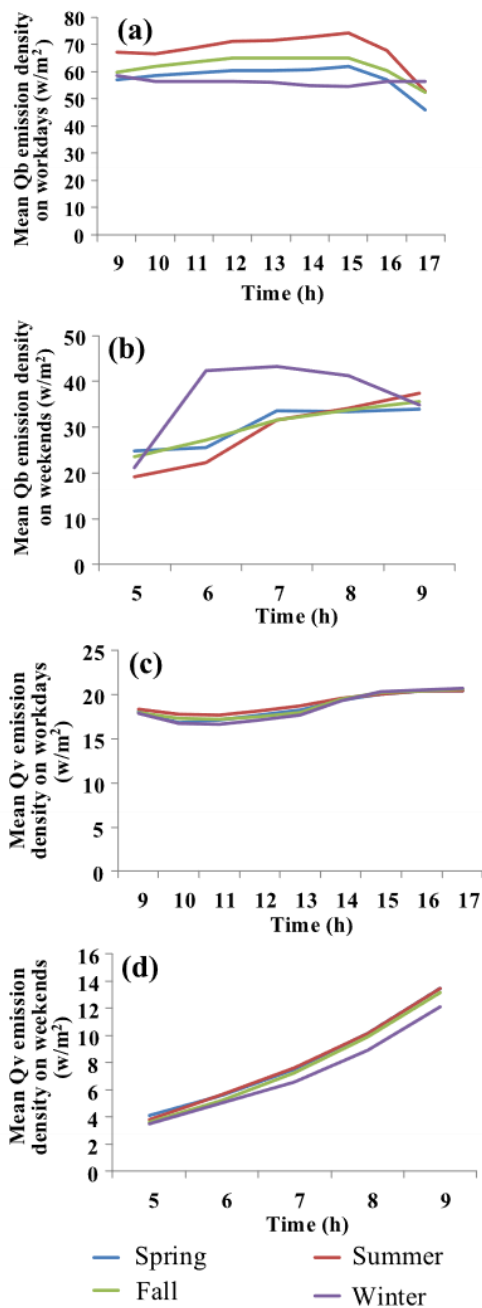 (a)
Mean Qb emission density
on workdays (w/m²)
80
70
60
50
40
30
20
10
0
9 10 11 12 13 14 15 16 17
Time (h)
(b)
Mean Qb emission density
on weekends (w/m²)
50
40
30
20
10
0
5 6 7 8 9
Time (h)
(c)
Mean Qv emission
density on workdays
(w/m²)
25
20
15
10
5
0
9 10 11 12 13 14 15 16 17
Time (h)
(d)
Mean Qv emission
density on weekends
(w/m²)
16
14
12
10
8
6
4
2
0
5 6 7 8 9
Time (h)
Spring Summer
Fall Winter